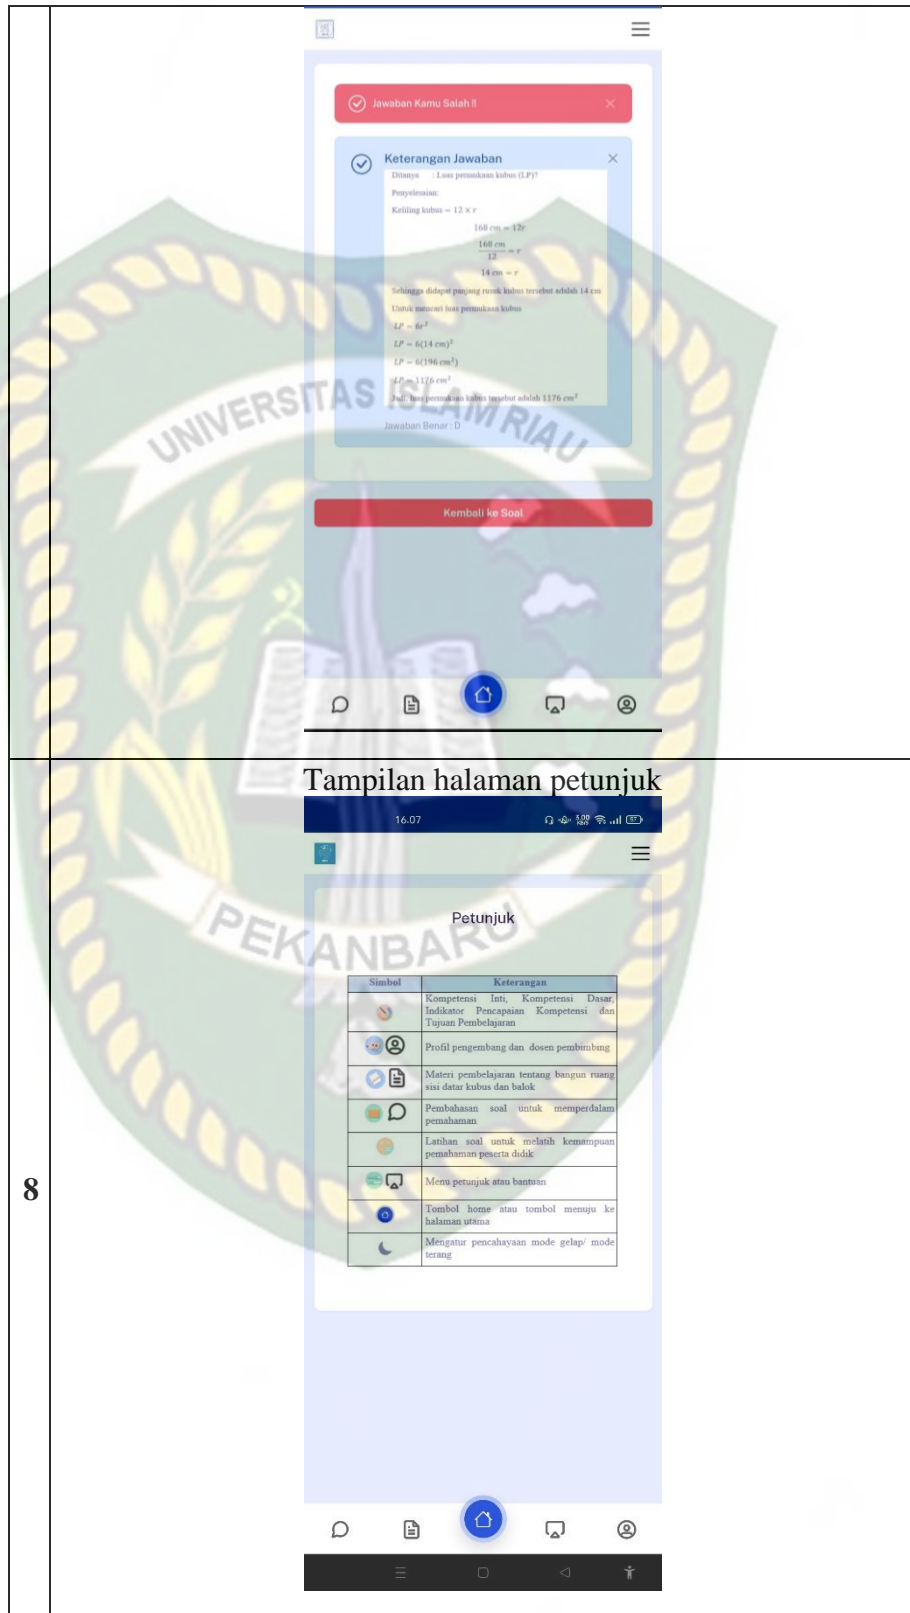 Jawaban Kamu Salah !!
Keterangan Jawaban
Ditanya : Luas permukaan kubus (LP)?
Penyelesaian:
Keliling kubus = 12 × r
168 cm = 12r
168 cm
12
= r
14 cm = r
Sehingga didapat panjang rusuk kubus tersebut adalah 14 cm
Untuk mencari luas permukaan kubus
LP = 6r²
LP = 6(14 cm)²
LP = 6(196 cm²)
LP = 1176 cm²
Jadi, luas permukaan kubus tersebut adalah 1176 cm²
Jawaban Benar : D
Kembali ke Soal
UNIVERSITAS ISLAM RIAU
8
Tampilan halaman petunjuk
16.07
5.00 KB/S
57
Petunjuk
PEKANBARU
Simbol Keterangan
Kompetensi Inti, Kompetensi Dasar,
Indikator Pencapaian Kompetensi dan
Tujuan Pembelajaran
Profil pengembang dan dosen pembimbing
Materi pembelajaran tentang bangun ruang
sisi datar kubus dan balok
Pembahasan soal untuk memperdalam
pemahaman
Latihan soal untuk melatih kemampuan
pemahaman peserta didik
Menu petunjuk atau bantuan
Tombol home atau tombol menuju ke
halaman utama
Mengatur pencahayaan mode gelap/ mode
terang